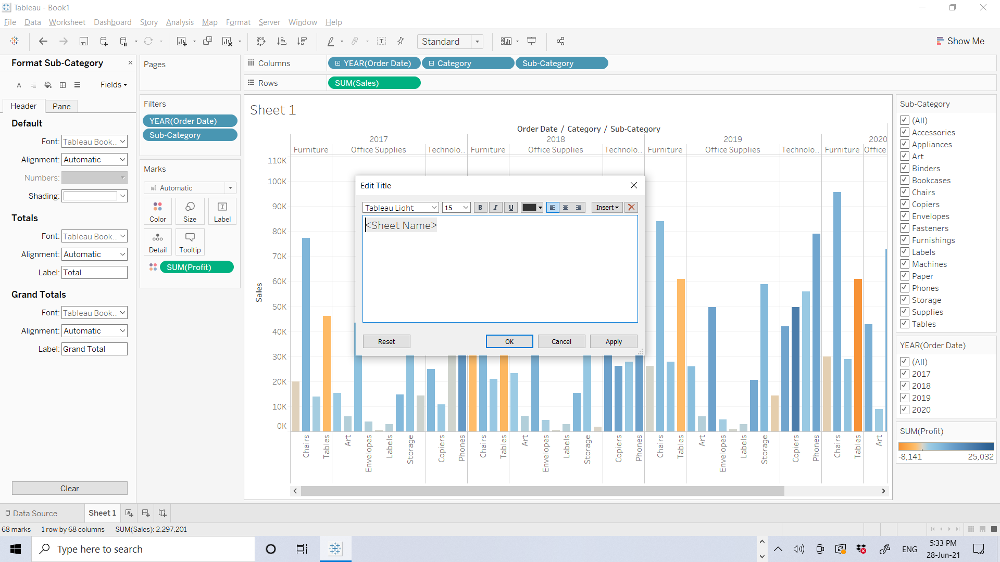 Tableau - Book1
File Data Worksheet Dashboard Story Analysis Map Format Server Window Help
Standard
Show Me
Format Sub-Category
Fields
Header Pane
Default
Font: Tableau Book..
Alignment: Automatic
Numbers:
Shading:
Totals
Font: Tableau Book..
Alignment: Automatic
Label: Total
Grand Totals
Font: Tableau Book..
Alignment: Automatic
Label: Grand Total
Clear
Pages
Filters
YEAR(Order Date)
Sub-Category
Marks
Automatic
Color Size Label
Detail Tooltip
SUM(Profit)
Columns YEAR(Order Date) Category Sub-Category
Rows SUM(Sales)
Sheet 1
Order Date / Category / Sub-Category
2017 2018 2019 2020
Furniture Office Supplies Technolo.. Furniture Office Supplies Technolo.. Furniture Office Supplies Technolo.. Furniture Office
110K
100K
90K
80K
70K
60K
50K
40K
30K
20K
10K
0K
Sales
Chairs Tables Art Envelopes Labels Storage Copiers Phones Chairs Tables Art Envelopes Labels Storage Copiers Phones Chairs Tables Art Envelopes Labels Storage Copiers Phones Chairs Tables Art
Edit Title
Tableau Light 15 B I U Insert
<Sheet Name>
Reset OK Cancel Apply
Sub-Category
(All)
Accessories
Appliances
Art
Binders
Bookcases
Chairs
Copiers
Envelopes
Fasteners
Furnishings
Labels
Machines
Paper
Phones
Storage
Supplies
Tables
YEAR(Order Date)
(All)
2017
2018
2019
2020
SUM(Profit)
-8,141 25,032
Data Source Sheet 1
68 marks 1 row by 68 columns SUM(Sales): 2,297,201
Type here to search
ENG
5:33 PM
28-Jun-21